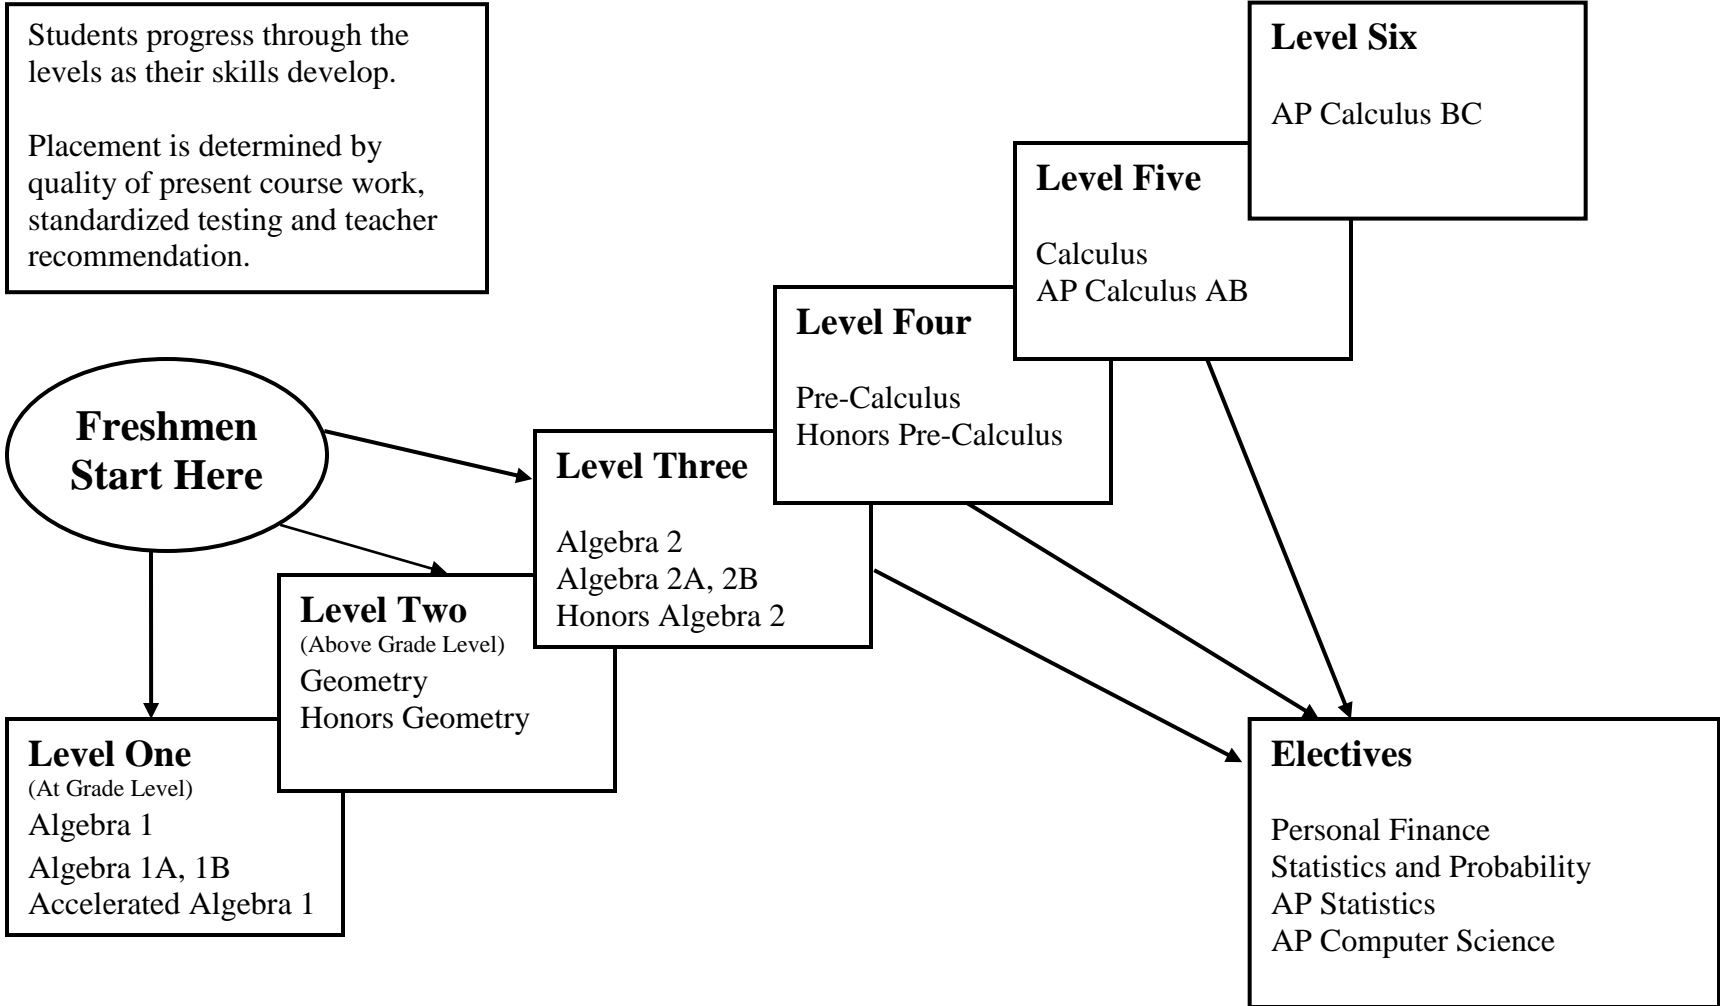 Students progress through the
levels as their skills develop.
Placement is determined by
quality of present course work,
standardized testing and teacher
recommendation.
Level Six
AP Calculus BC
Level Five
Calculus
AP Calculus AB
Level Four
Pre-Calculus
Honors Pre-Calculus
Freshmen
Start Here
Level Three
Algebra 2
Algebra 2A, 2B
Honors Algebra 2
Level Two
(Above Grade Level)
Geometry
Honors Geometry
Level One
(At Grade Level)
Algebra 1
Algebra 1A, 1B
Accelerated Algebra 1
Electives
Personal Finance
Statistics and Probability
AP Statistics
AP Computer Science